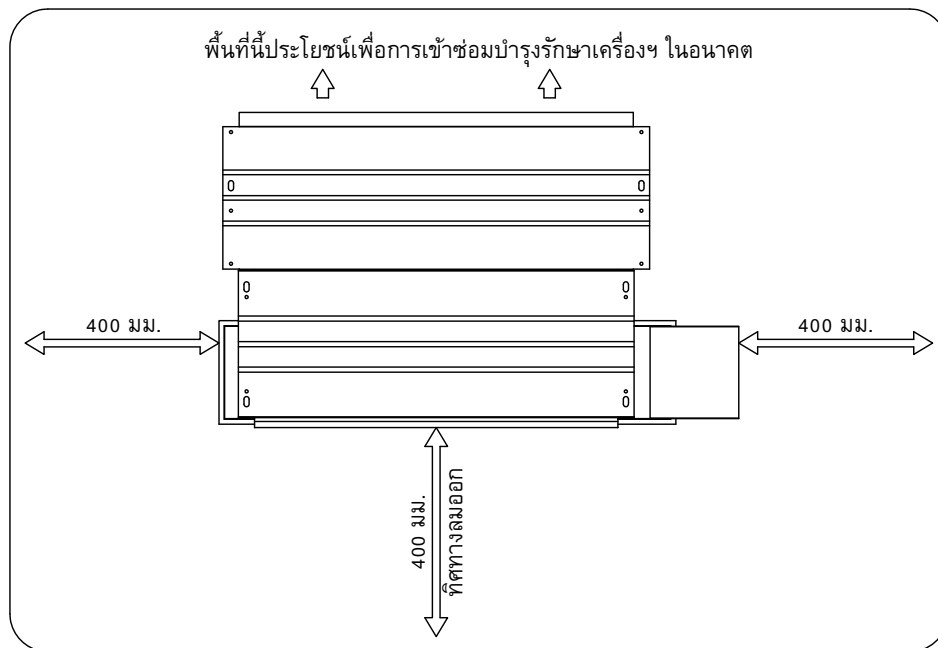 พื้นที่นี้ประโยชน์เพื่อการเข้าซ่อมบำรุงรักษาเครื่องฯ ในอนาคต
400 มม.
400 มม.
400 มม.
ทิศทางลมออก